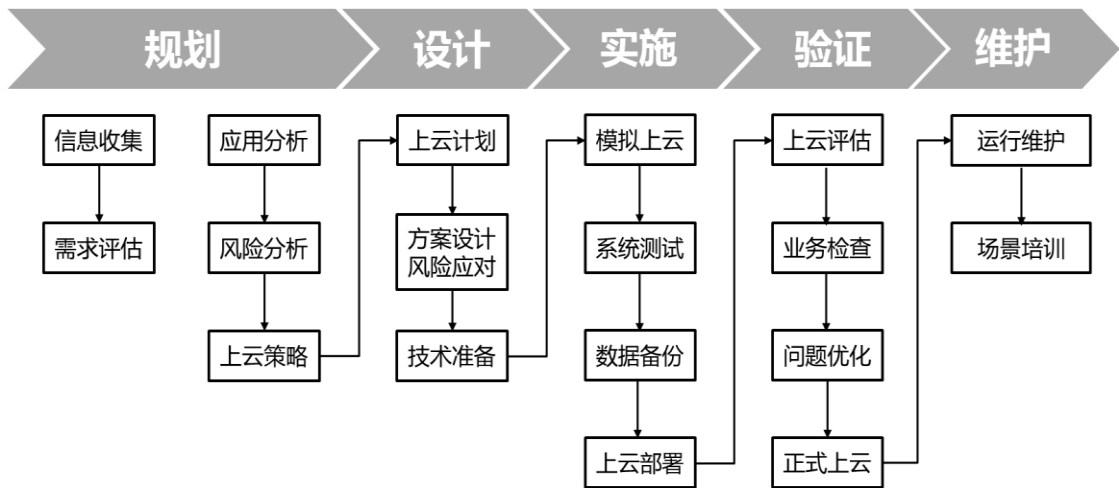 规划
设计
实施
验证
维护
信息收集
需求评估
应用分析
风险分析
上云策略
上云计划
方案设计
风险应对
技术准备
模拟上云
系统测试
数据备份
上云部署
上云评估
业务检查
问题优化
正式上云
运行维护
场景培训